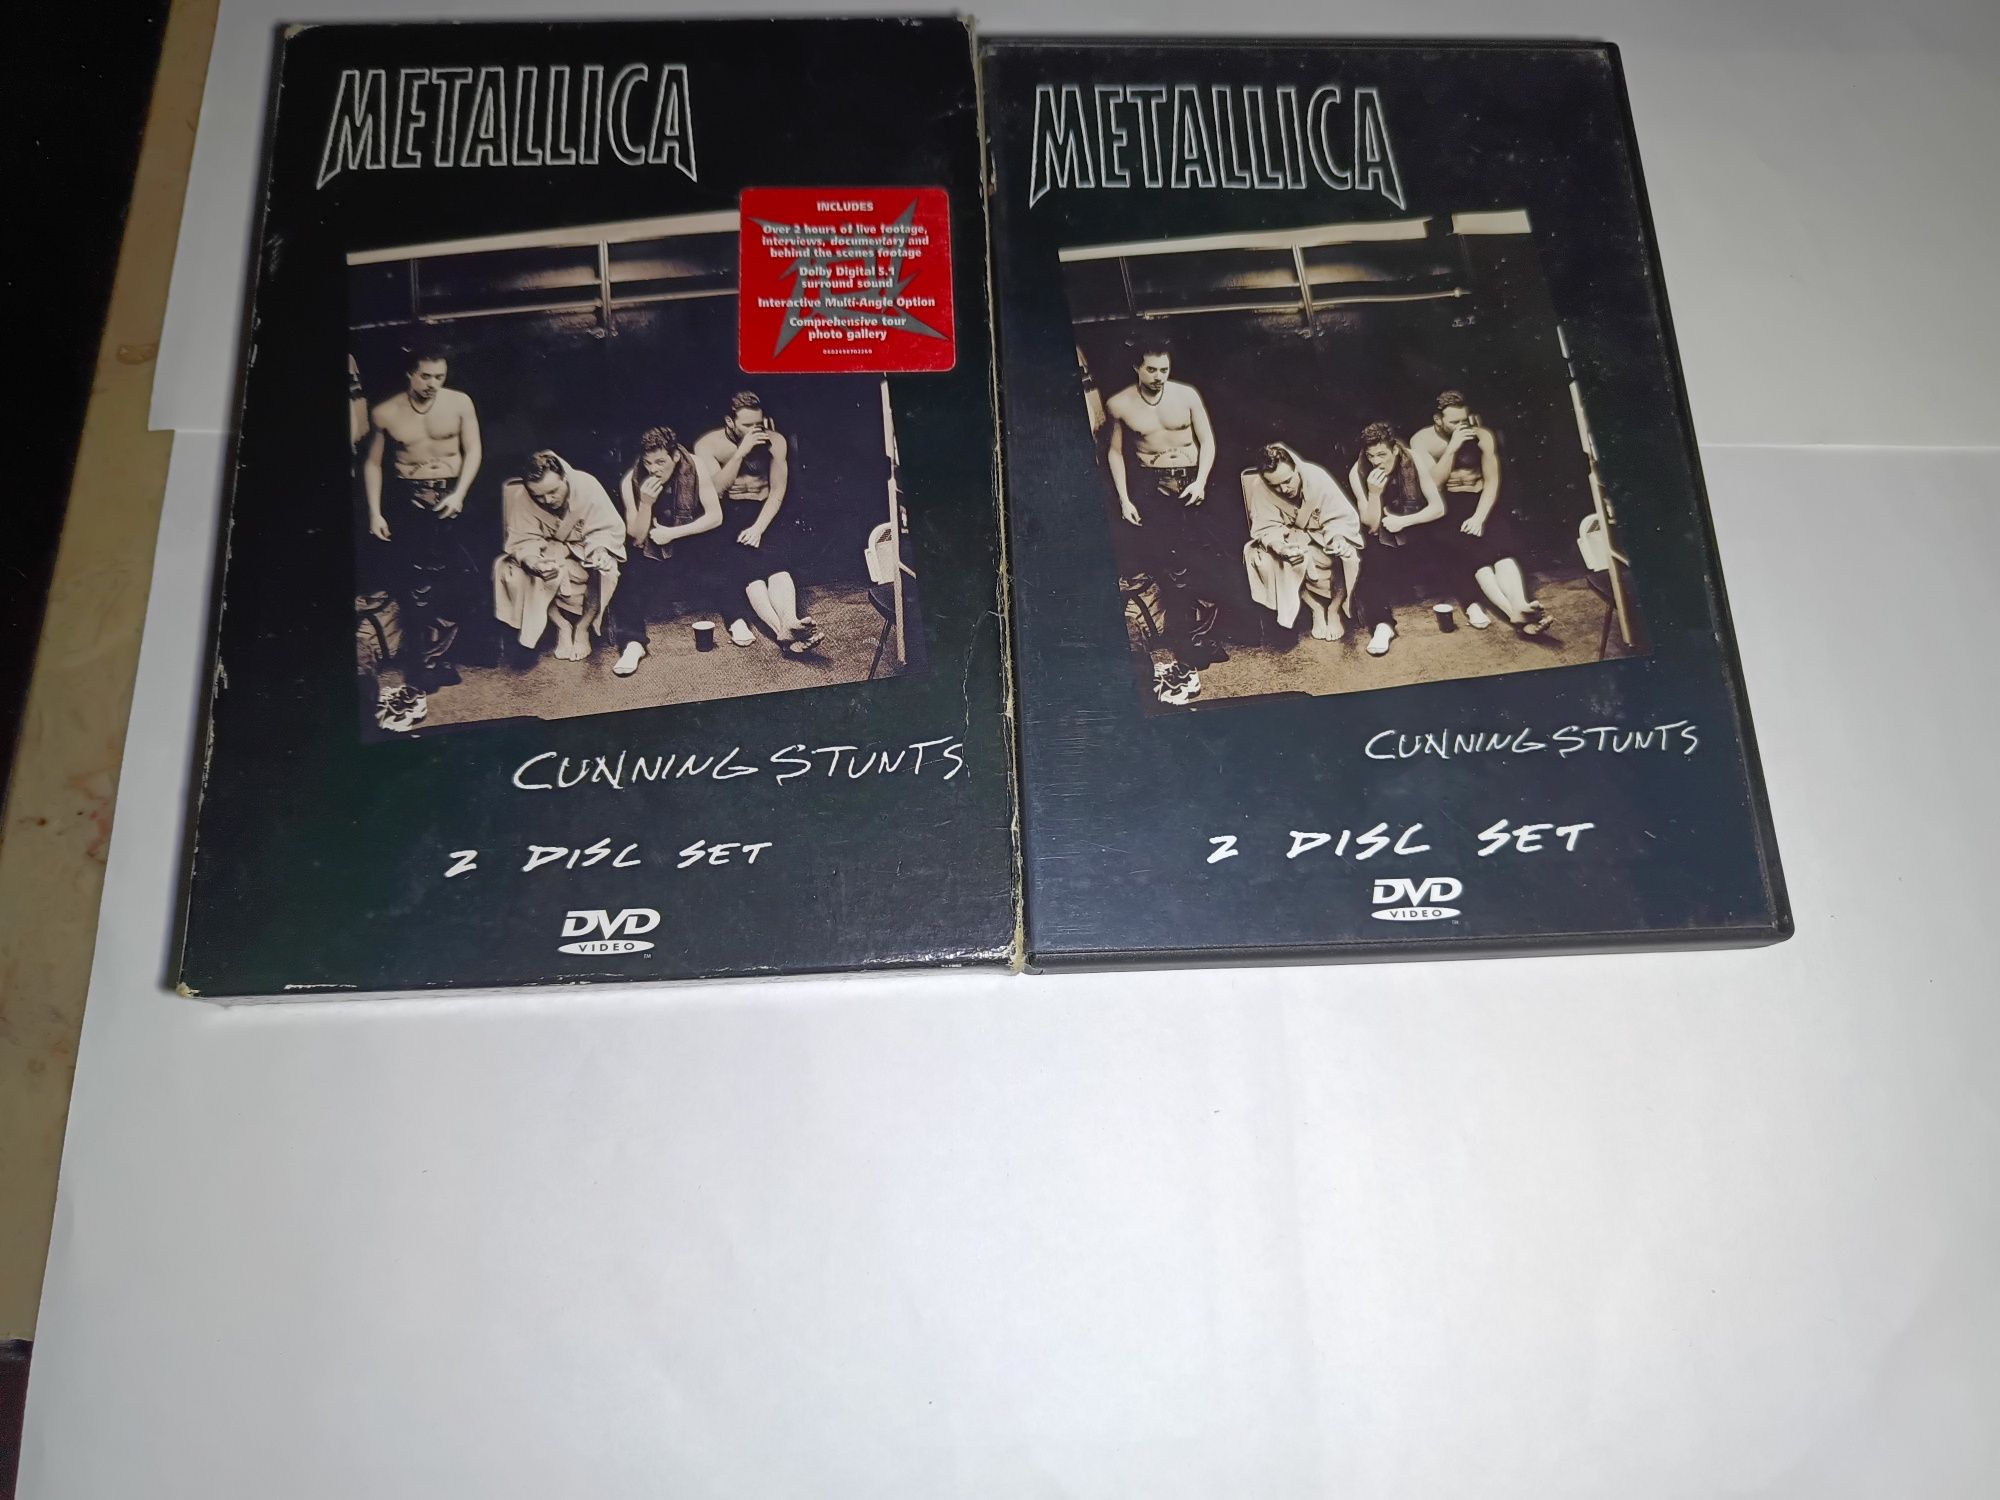 METALLICA
INCLUDES
Over 2 hours of live footage,
interviews, documentary and
behind the scenes footage
Dolby Digital 5.1
surround sound
Interactive Multi-Angle Option
Comprehensive tour
photo gallery
CUNNING STUNTS
2 DISC SET
DVD
VIDEO
TM
METALLICA
CUNNING STUNTS
2 DISC SET
DVD
VIDEO
TM